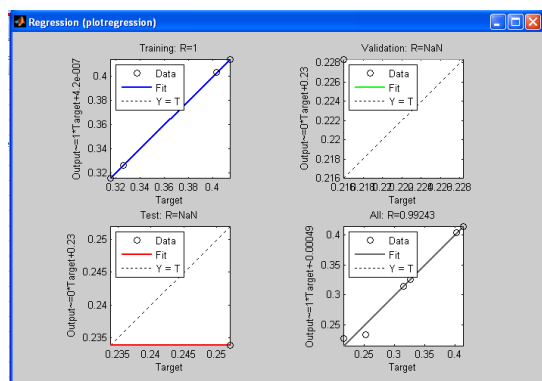 Regression (plotregression)
Training: R=1
Output~=1*Target+4.2e-007
0.4
0.38
0.36
0.34
0.32
Data
Fit
Y = T
0.32 0.34 0.36 0.38 0.4
Target
Validation: R=NaN
Output~=0*Target+0.23
0.228
0.226
0.224
0.222
0.22
0.218
0.216
Data
Fit
Y = T
Target
Test: R=NaN
Output~=0*Target+0.23
0.25
0.245
0.24
0.235
Data
Fit
Y = T
0.235 0.24 0.245 0.25
Target
All: R=0.99243
Output~=1*Target+-0.00049
0.4
0.35
0.3
0.25
Data
Fit
Y = T
0.25 0.3 0.35 0.4
Target